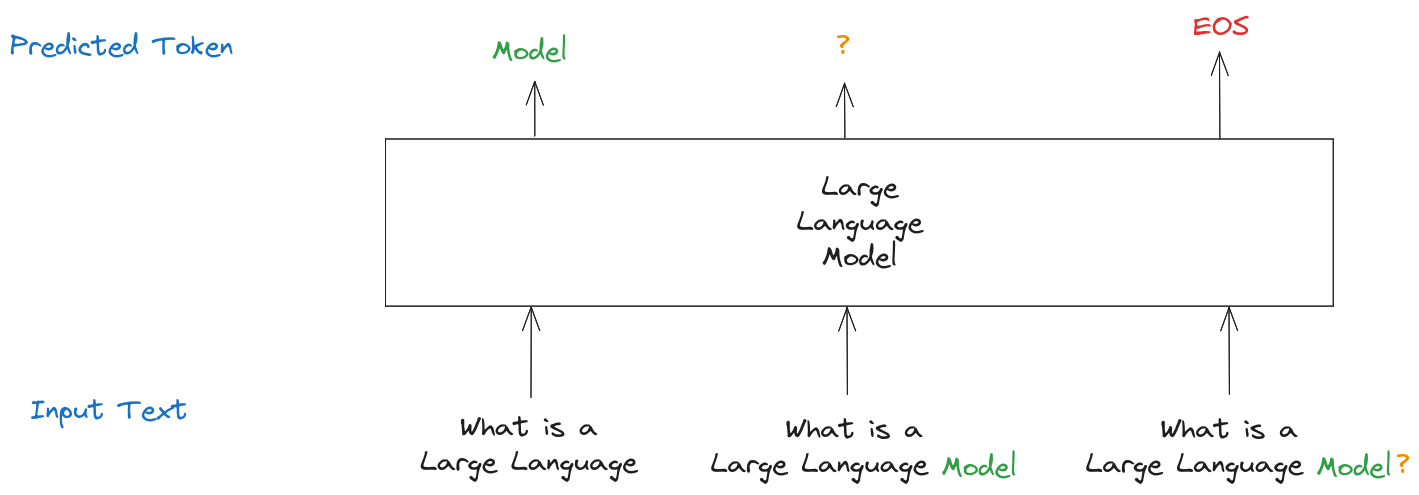 Predicted Token
Model
?
EOS
Large
Language
Model
Input Text
What is a
Large Language
What is a
Large Language Model
What is a
Large Language Model?